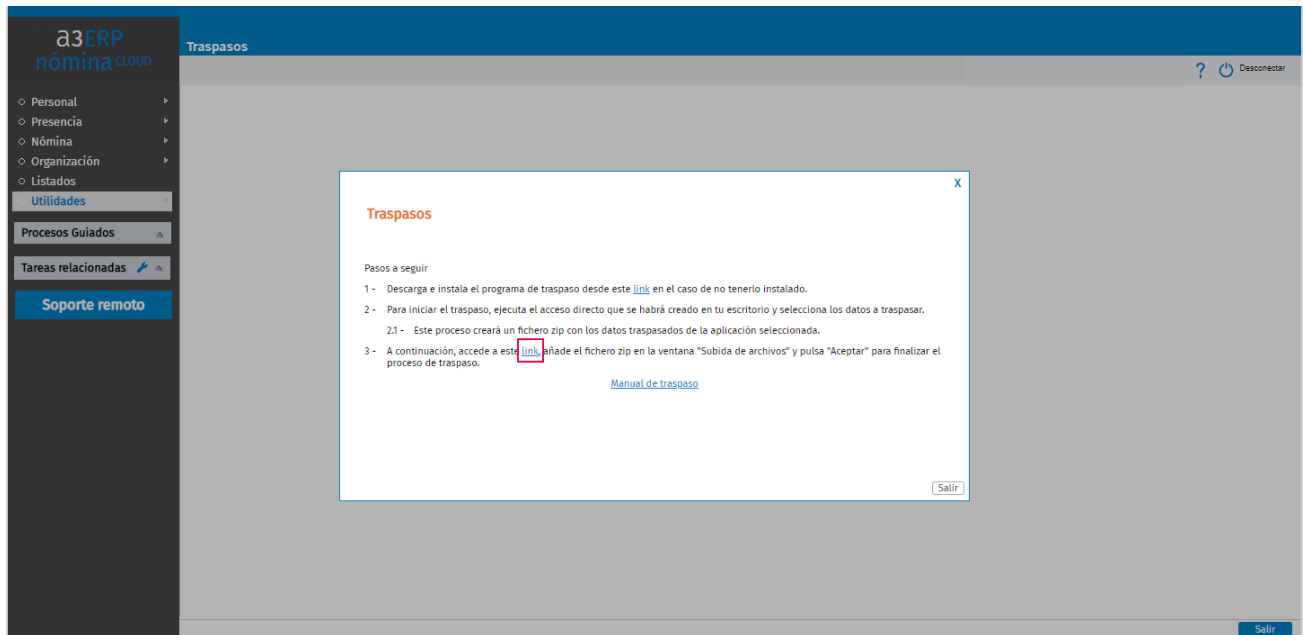 a3ERP
nómina CLOUD
Traspasos
? Desconectar
Personal
Presencia
Nómina
Organización
Listados
Utilidades
Procesos Guiados
Tareas relacionadas
Soporte remoto
X
Traspasos
Pasos a seguir
1 - Descarga e instala el programa de traspaso desde este link en el caso de no tenerlo instalado.
2 - Para iniciar el traspaso, ejecuta el acceso directo que se habrá creado en tu escritorio y selecciona los datos a traspasar.
2.1 - Este proceso creará un fichero zip con los datos traspasados de la aplicación seleccionada.
3 - A continuación, accede a este link, añade el fichero zip en la ventana "Subida de archivos" y pulsa "Aceptar" para finalizar el
proceso de traspaso.
Manual de traspaso
Salir
Salir